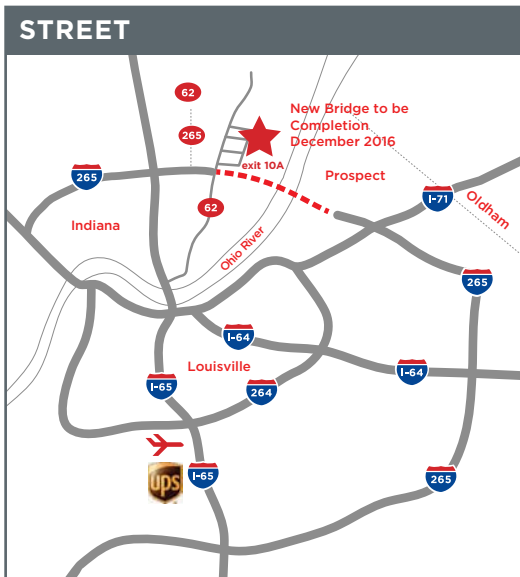 STREET
62
New Bridge to be
Completion
December 2016
265
exit 10A
Prospect
265
I-71
Oldham
62
Indiana
Ohio River
265
I-64
Louisville
I-64
I-65
264
ups
I-65
265